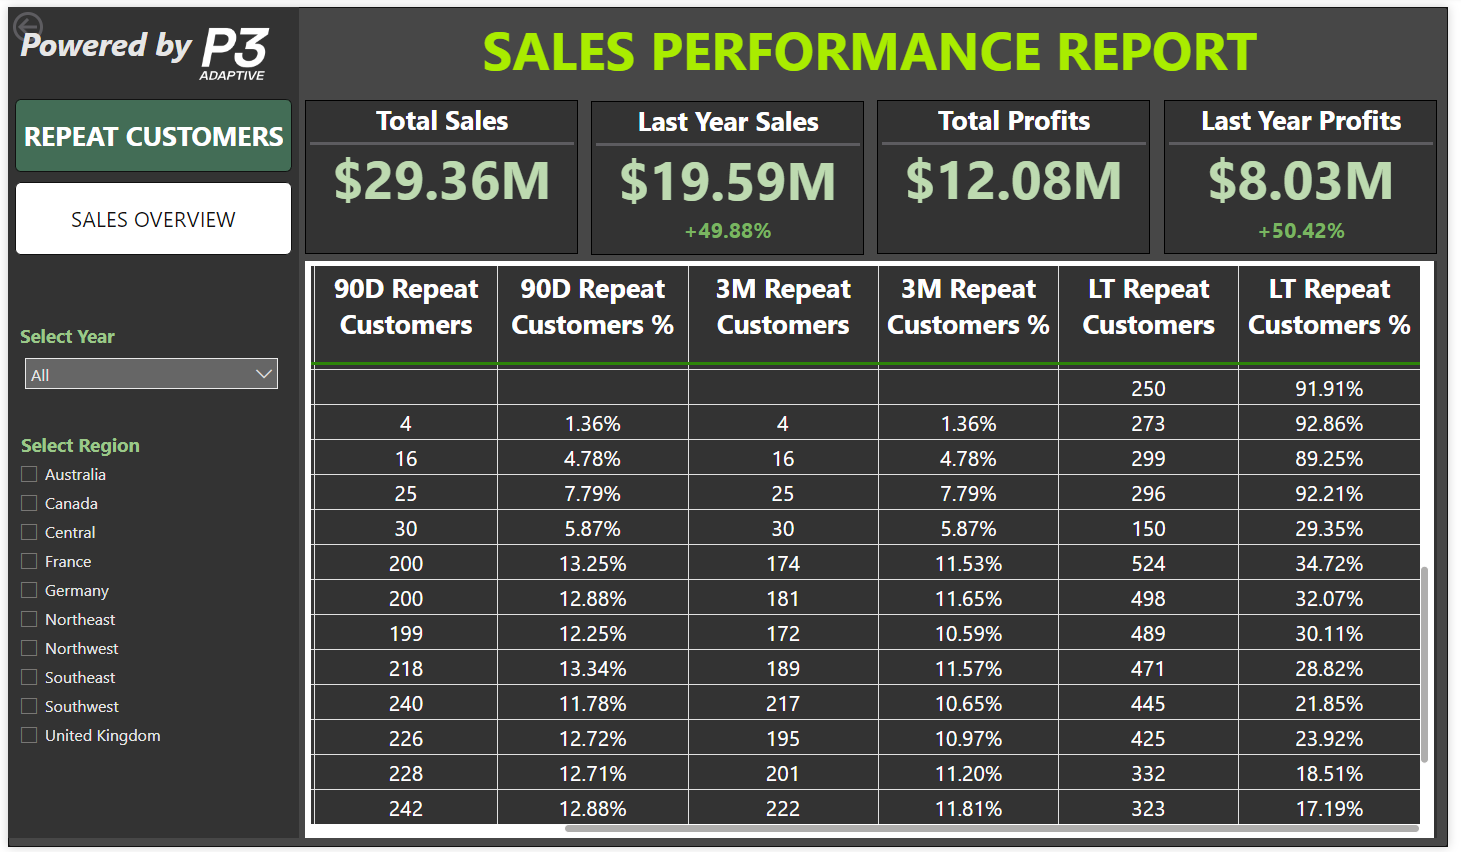 Powered by P3
ADAPTIVE
SALES PERFORMANCE REPORT
REPEAT CUSTOMERS
SALES OVERVIEW
Select Year
All
Select Region
Australia
Canada
Central
France
Germany
Northeast
Northwest
Southeast
Southwest
United Kingdom
Total Sales
$29.36M
Last Year Sales
$19.59M
+49.88%
Total Profits
$12.08M
Last Year Profits
$8.03M
+50.42%
90D Repeat Customers 90D Repeat Customers % 3M Repeat Customers 3M Repeat Customers % LT Repeat Customers LT Repeat Customers %
250 91.91%
4 1.36% 4 1.36% 273 92.86%
16 4.78% 16 4.78% 299 89.25%
25 7.79% 25 7.79% 296 92.21%
30 5.87% 30 5.87% 150 29.35%
200 13.25% 174 11.53% 524 34.72%
200 12.88% 181 11.65% 498 32.07%
199 12.25% 172 10.59% 489 30.11%
218 13.34% 189 11.57% 471 28.82%
240 11.78% 217 10.65% 445 21.85%
226 12.72% 195 10.97% 425 23.92%
228 12.71% 201 11.20% 332 18.51%
242 12.88% 222 11.81% 323 17.19%